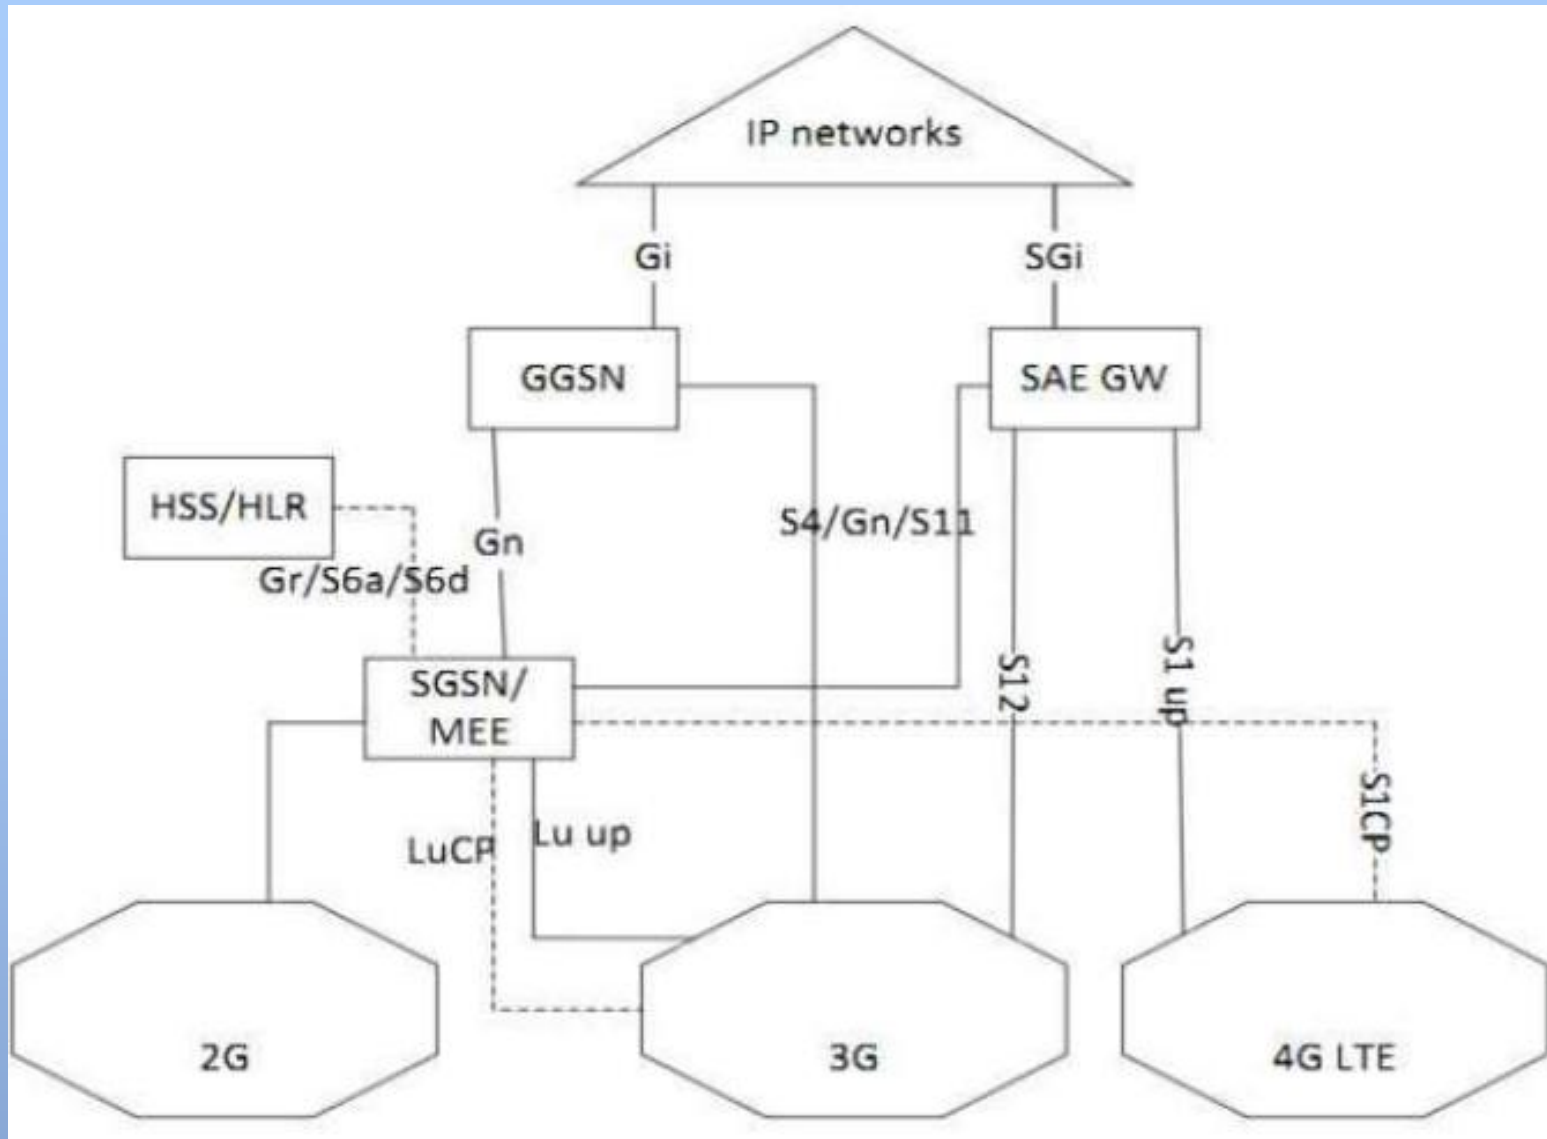 IP networks
Gi
SGi
GGSN
SAE GW
HSS/HLR
S4/Gn/S11
Gn
Gr/S6a/S6d
SGSN/
MEE
S12
S1 up
S1CP
LuCP
Lu up
2G
3G
4G LTE